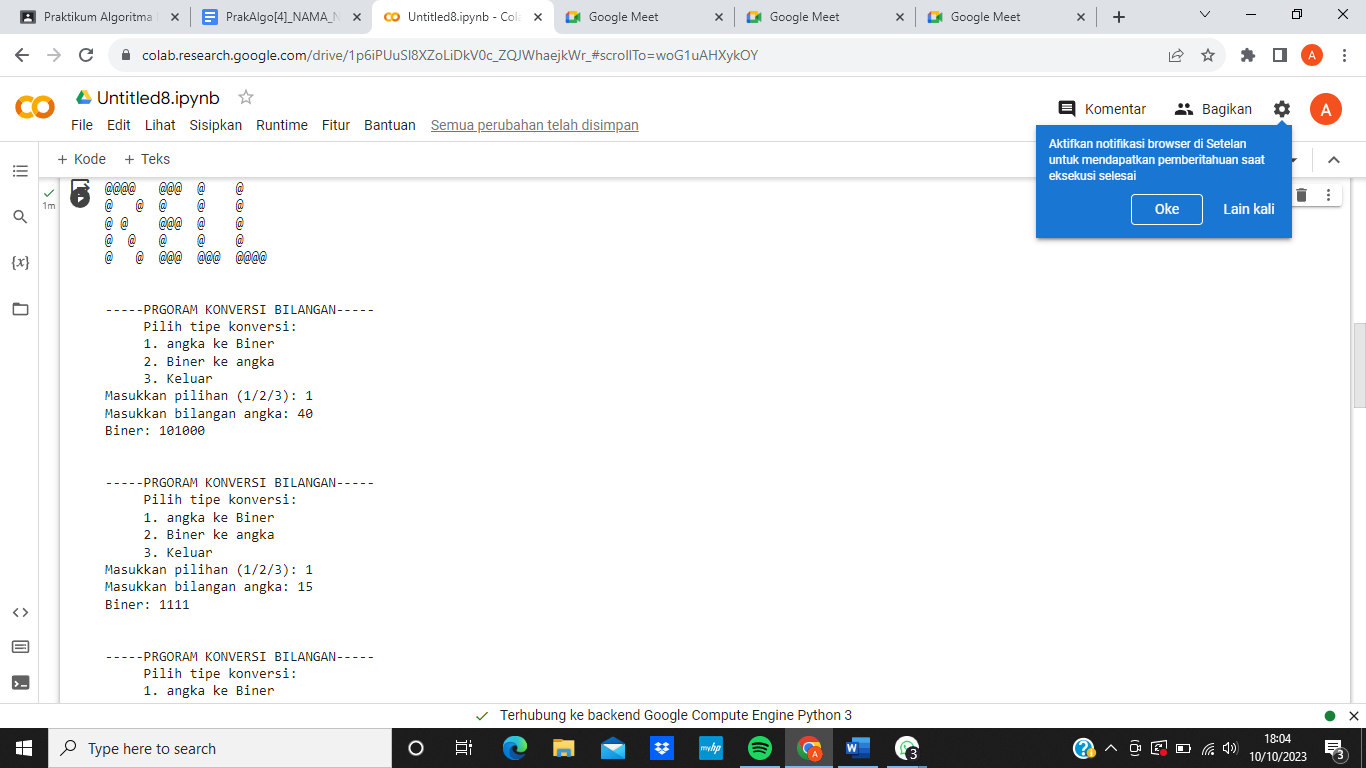 Praktikum Algoritma
PrakAlgo[4]_NAMA_N
Untitled8.ipynb - Cola
Google Meet
Google Meet
Google Meet
colab.research.google.com/drive/1p6iPUuSI8XZoLiDkV0c_ZQJWhaejkWr_#scrollTo=woG1uAHXykOY
A
Untitled8.ipynb
Komentar
Bagikan
A
File Edit Lihat Sisipkan Runtime Fitur Bantuan Semua perubahan telah disimpan
Aktifkan notifikasi browser di Setelan
untuk mendapatkan pemberitahuan saat
eksekusi selesai
Oke Lain kali
+ Kode + Teks
1m
{x}
@@@@   @@@  @    @
@   @  @    @    @
@ @    @@@  @    @
@  @   @    @    @
@   @  @@@  @@@  @@@@
-----PRGORAM KONVERSI BILANGAN-----
Pilih tipe konversi:
1. angka ke Biner
2. Biner ke angka
3. Keluar
Masukkan pilihan (1/2/3): 1
Masukkan bilangan angka: 40
Biner: 101000
-----PRGORAM KONVERSI BILANGAN-----
Pilih tipe konversi:
1. angka ke Biner
2. Biner ke angka
3. Keluar
Masukkan pilihan (1/2/3): 1
Masukkan bilangan angka: 15
Biner: 1111
-----PRGORAM KONVERSI BILANGAN-----
Pilih tipe konversi:
1. angka ke Biner
Terhubung ke backend Google Compute Engine Python 3
Type here to search
myhp
A
W
3
18:04
10/10/2023
3